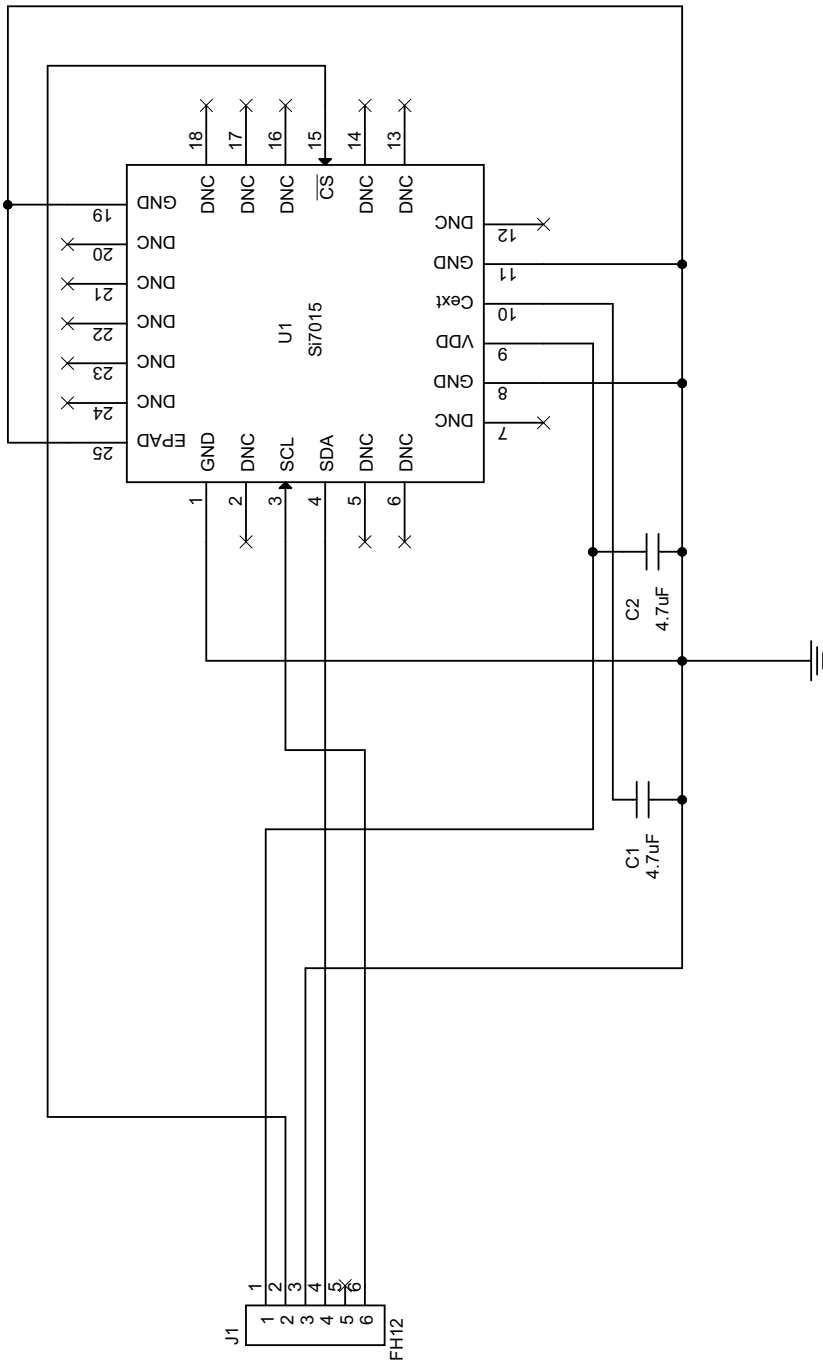 18
17
16
15
14
13
DNC
DNC
DNC
CS
DNC
DNC
19
GND
20
DNC
21
DNC
22
DNC
23
DNC
24
DNC
25
EPAD
DNC
12
GND
11
Cext
10
VDD
9
GND
8
DNC
7
U1
Si7015
GND
DNC
SCL
SDA
DNC
DNC
1
2
3
4
5
6
C2
4.7uF
C1
4.7uF
J1
1
2
3
4
5
6
1
2
3
4
5
6
FH12